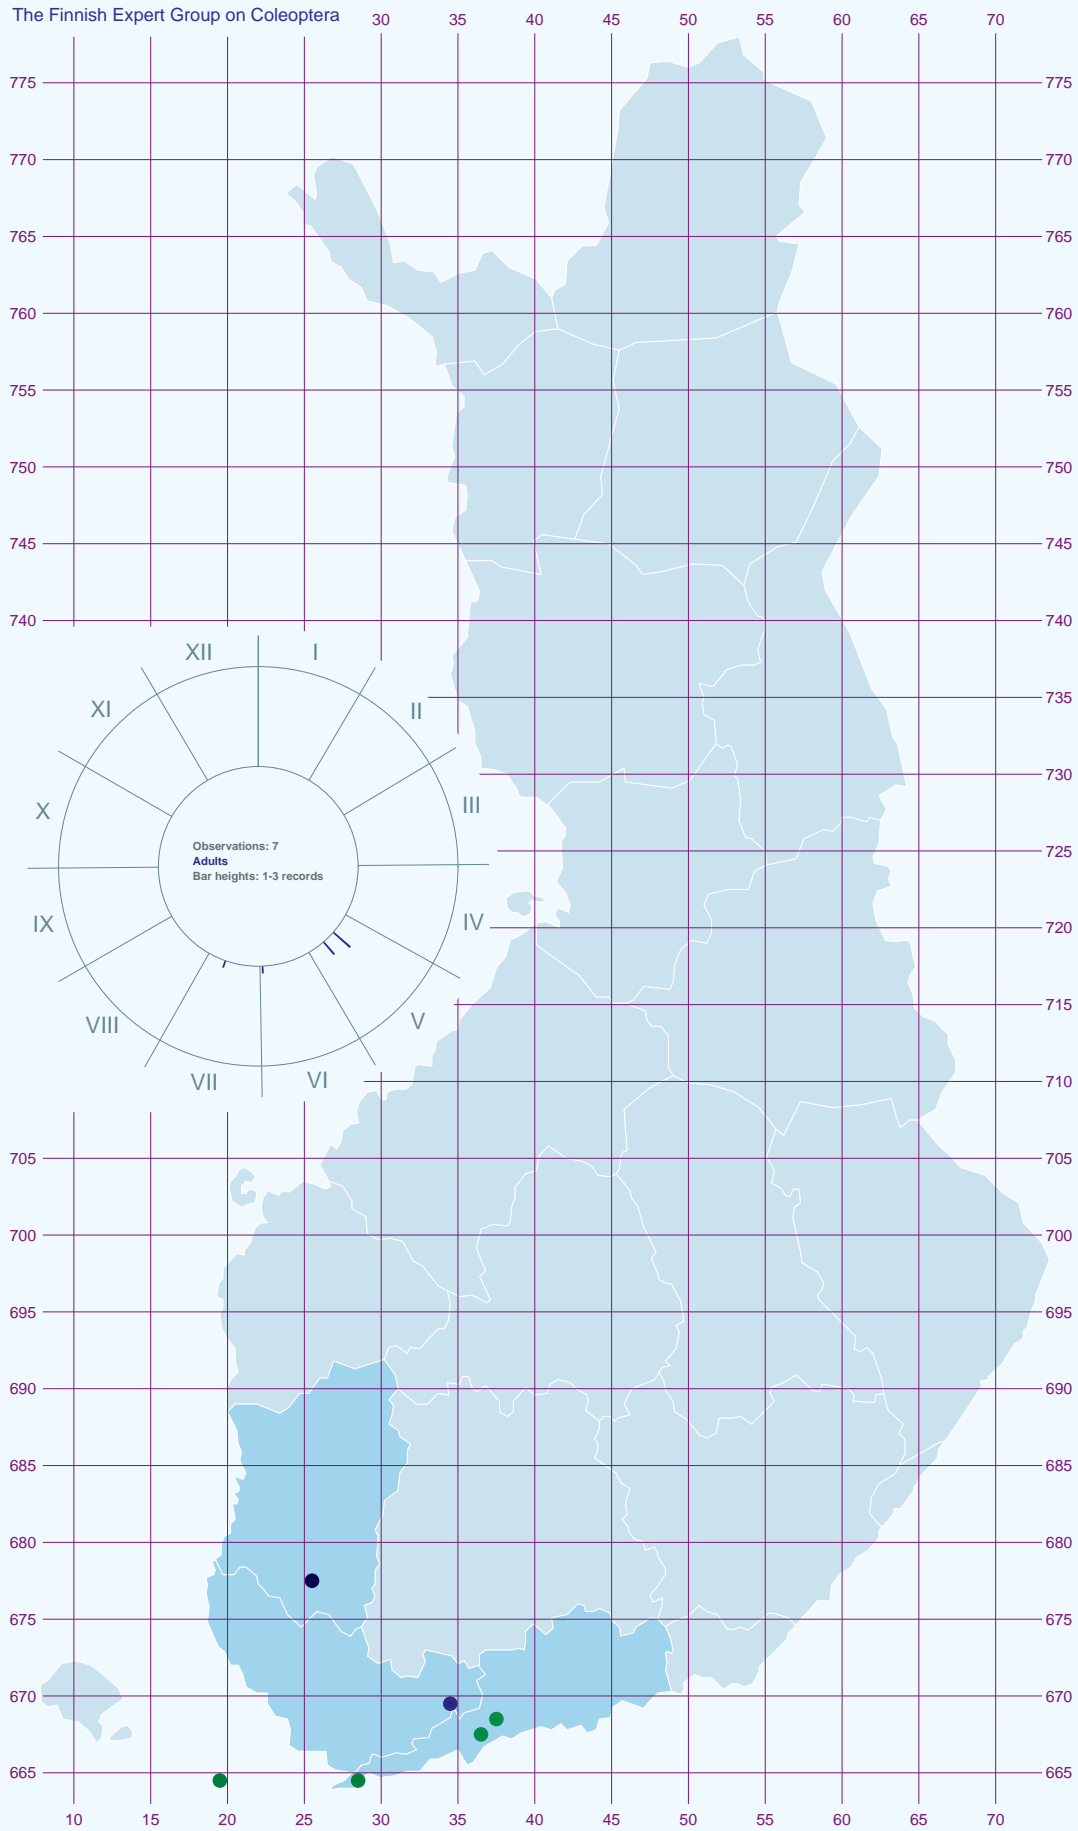 The Finnish Expert Group on Coleoptera
30 35 40 45 50 55 60 65 70
775 775
770 770
765 765
760 760
755 755
750 750
745 745
740 740
XII I
XI II
735
730
X III
725
Observations: 7
Adults
Bar heights: 1-3 records
IX IV
720
715
VIII V
VII VI
710
705 705
700 700
695 695
690 690
685 685
680 680
675 675
670 670
665 665
10 15 20 25 30 35 40 45 50 55 60 65 70